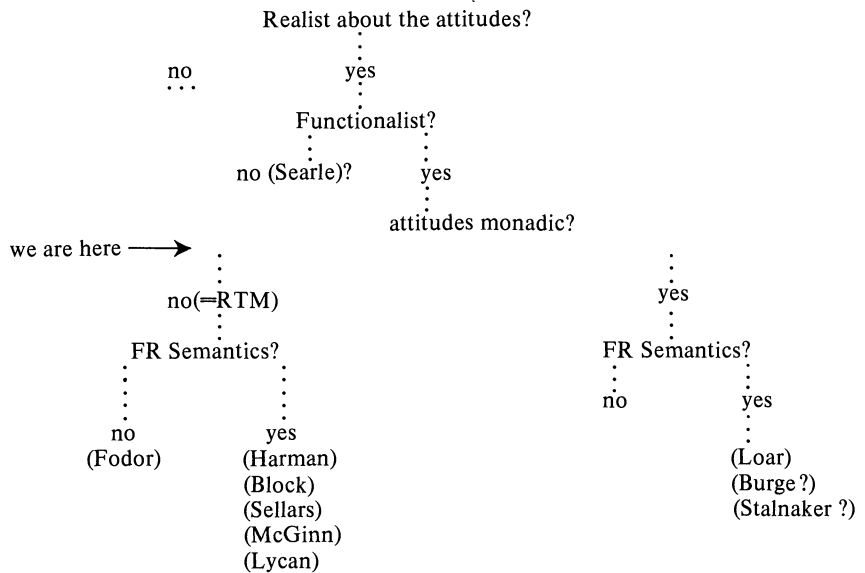 Realist about the attitudes?
no yes
Functionalist?
no (Searle)? yes
attitudes monadic?
we are here
no(=RTM) yes
FR Semantics? FR Semantics?
no yes
no yes
(Fodor) (Harman) (Loar)
(Block) (Burge ?)
(Sellars) (Stalnaker ?)
(McGinn)
(Lycan)